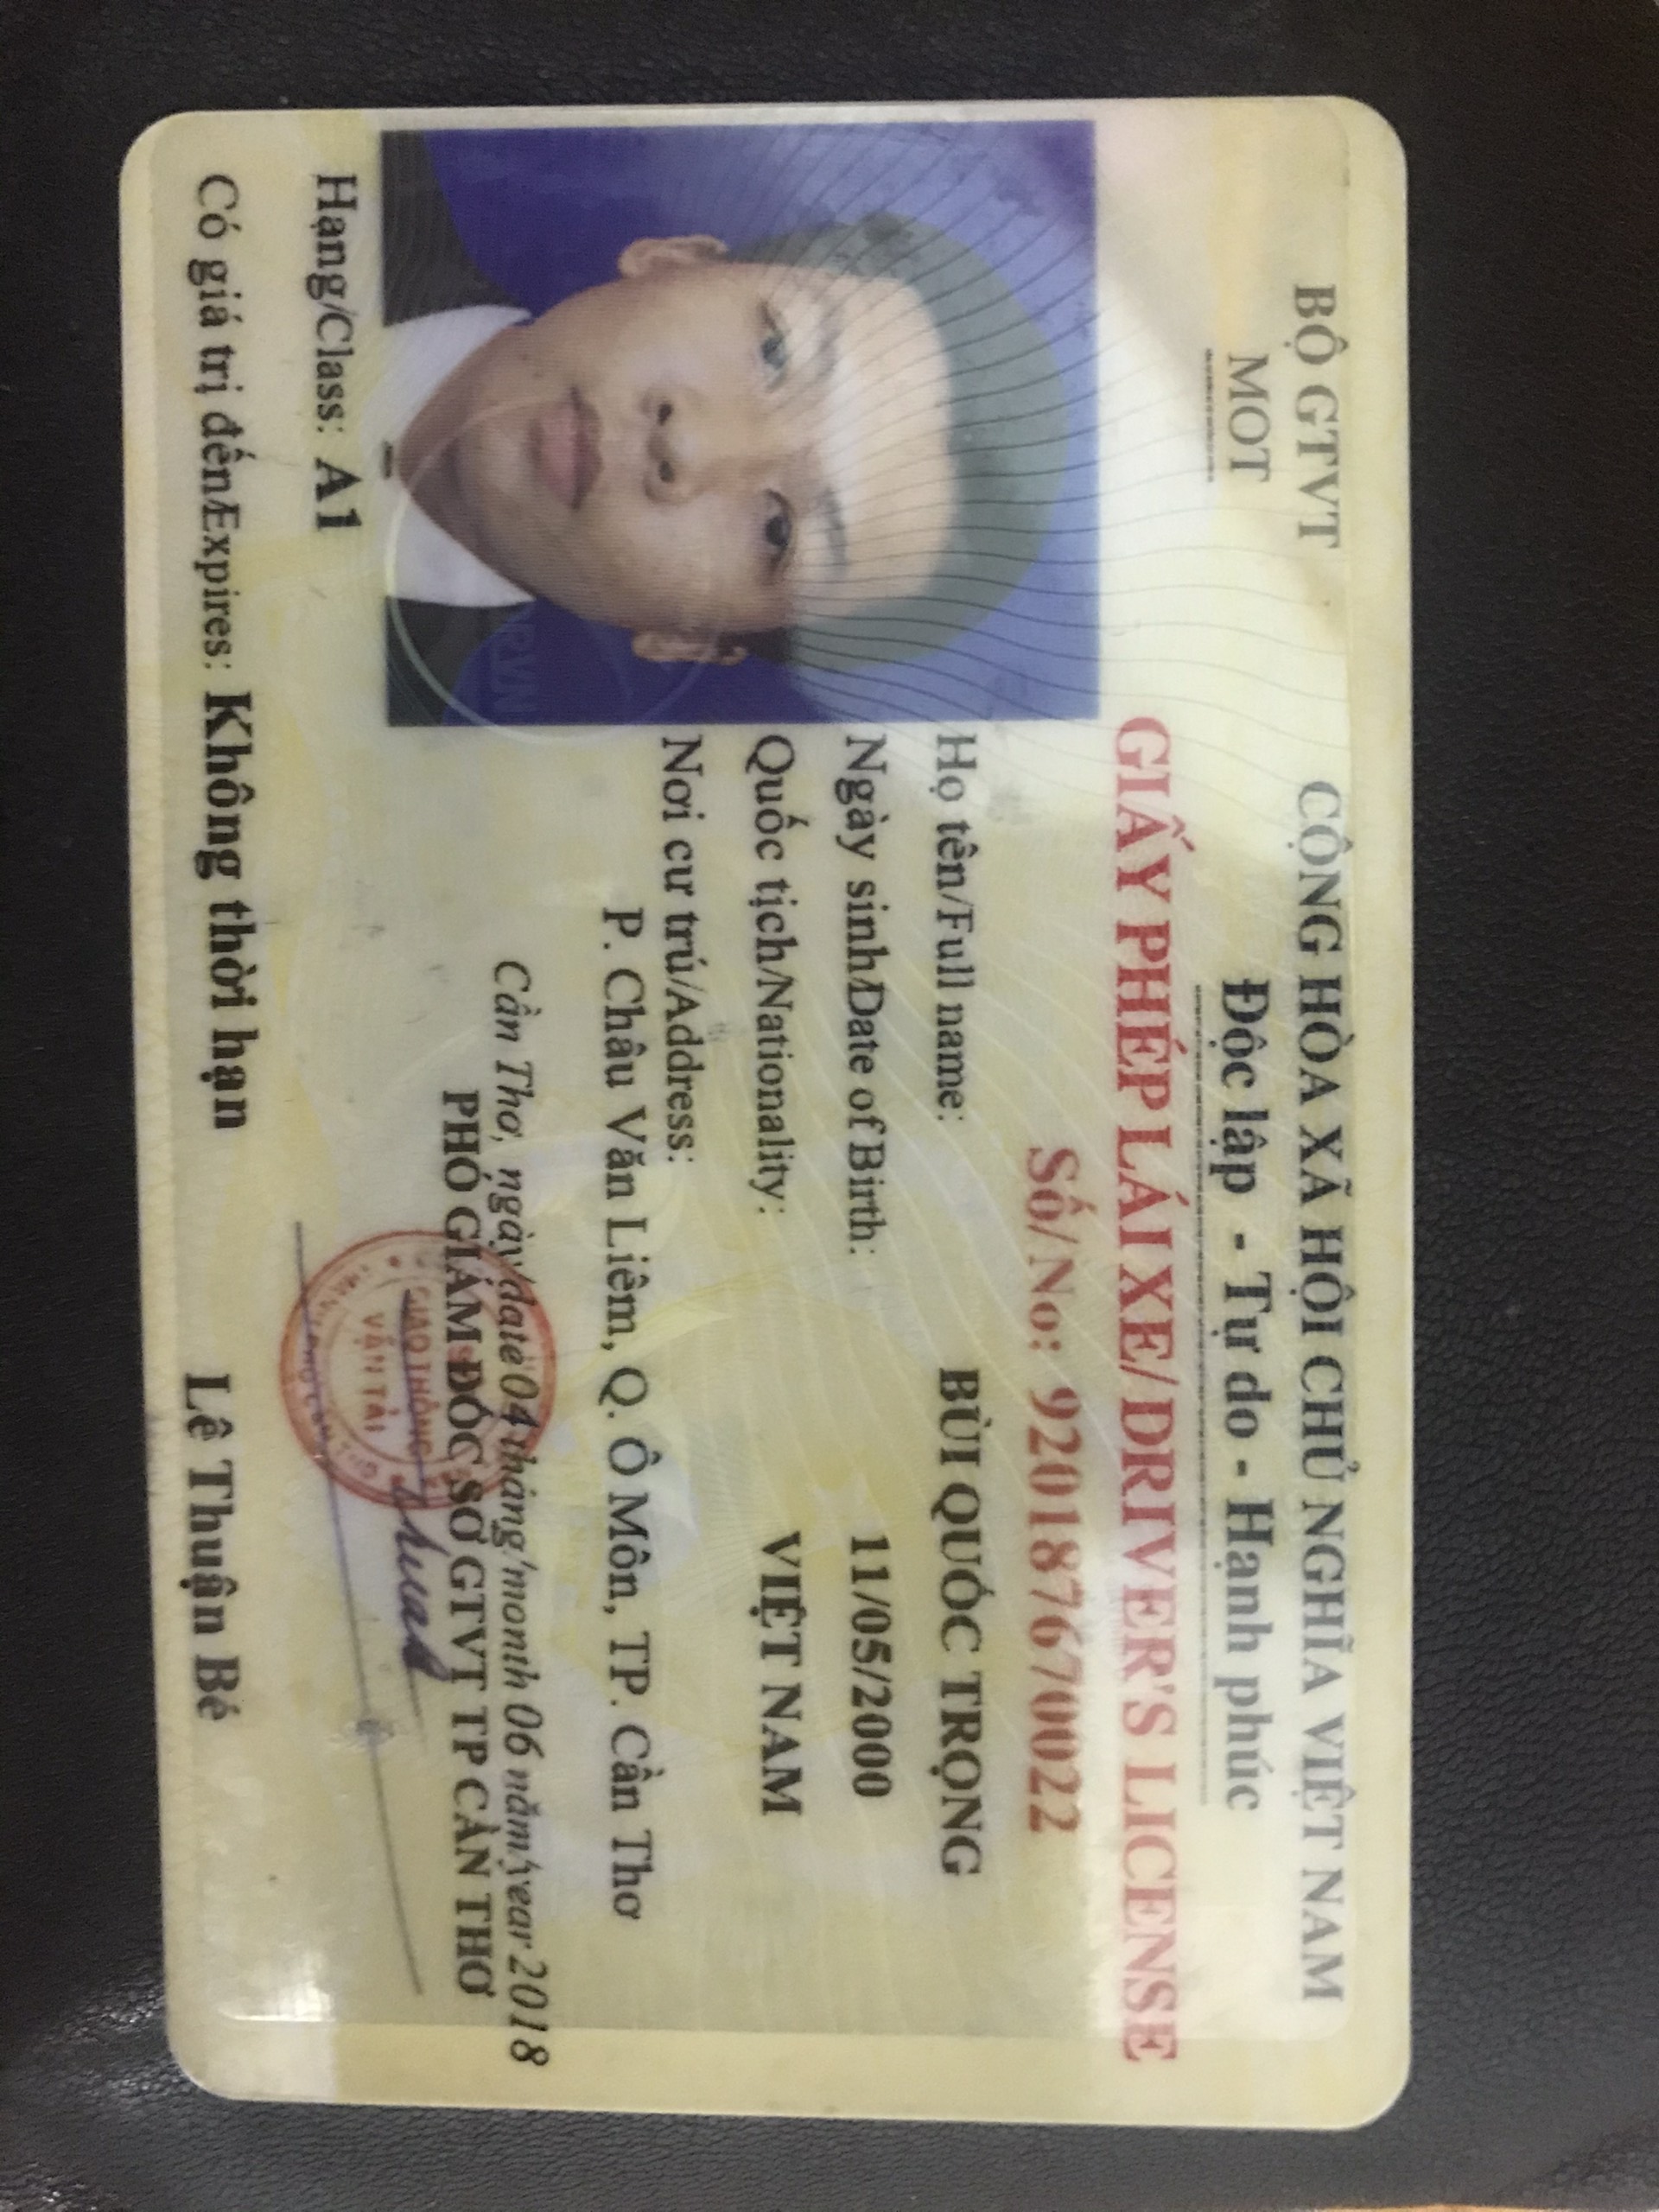 BỘ GTVT
MOT
CỘNG HÒA XÃ HỘI CHỦ NGHĨA VIỆT NAM
Độc lập - Tự do - Hạnh phúc
GIẤY PHÉP LÁI XE/DRIVER'S LICENSE
Số/No: 920187670022
Họ tên/Full name: BÙI QUỐC TRỌNG
Ngày sinh/Date of Birth: 11/05/2000
Quốc tịch/Nationality: VIỆT NAM
Nơi cư trú/Address:
P. Châu Văn Liêm, Q. Ô Môn, TP. Cần Thơ
Cần Thơ, ngày/date 04 tháng/month 06 năm/year 2018
PHÓ GIÁM ĐỐC SỞ GTVT TP CẦN THƠ
GIAO THÔNG
VẬN TẢI
Hạng/Class: A1
Có giá trị đến/Expires: Không thời hạn
Lê Thuận Bé